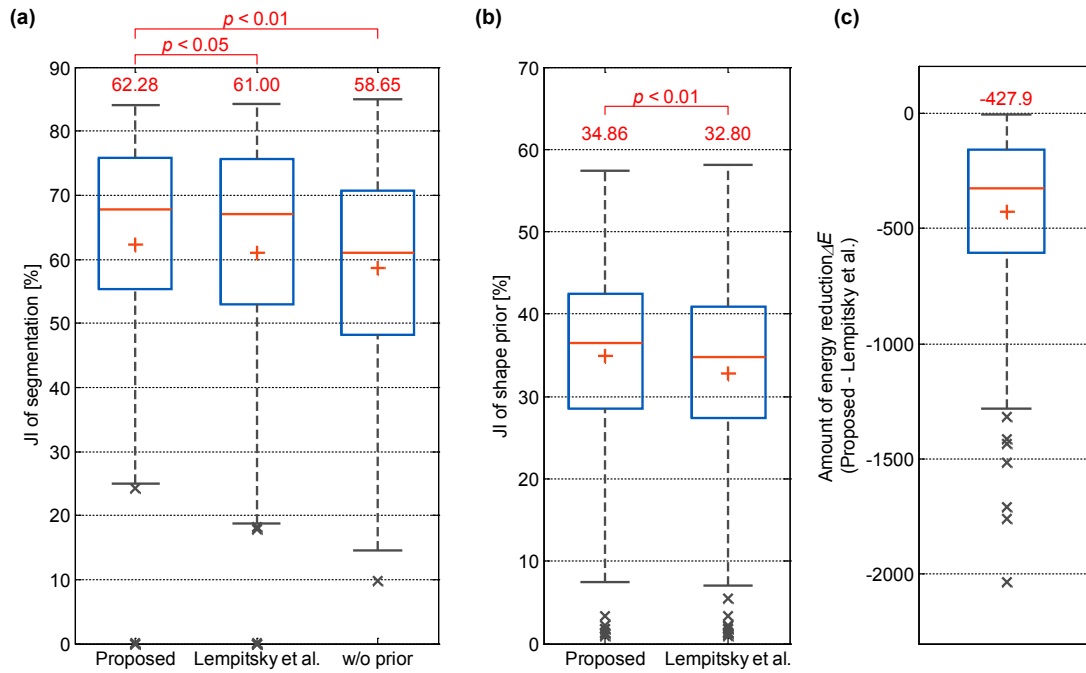 (a)
p < 0.01
p < 0.05
62.28 61.00 58.65
90
80
70
60
50
40
30
20
10
0
JI of segmentation [%]
Proposed Lempitsky et al. w/o prior
(b)
p < 0.01
34.86 32.80
70
60
50
40
30
20
10
0
JI of shape prior [%]
Proposed Lempitsky et al.
(c)
-427.9
0
-500
-1000
-1500
-2000
Amount of energy reductionΔE
(Proposed - Lempitsky et al.)